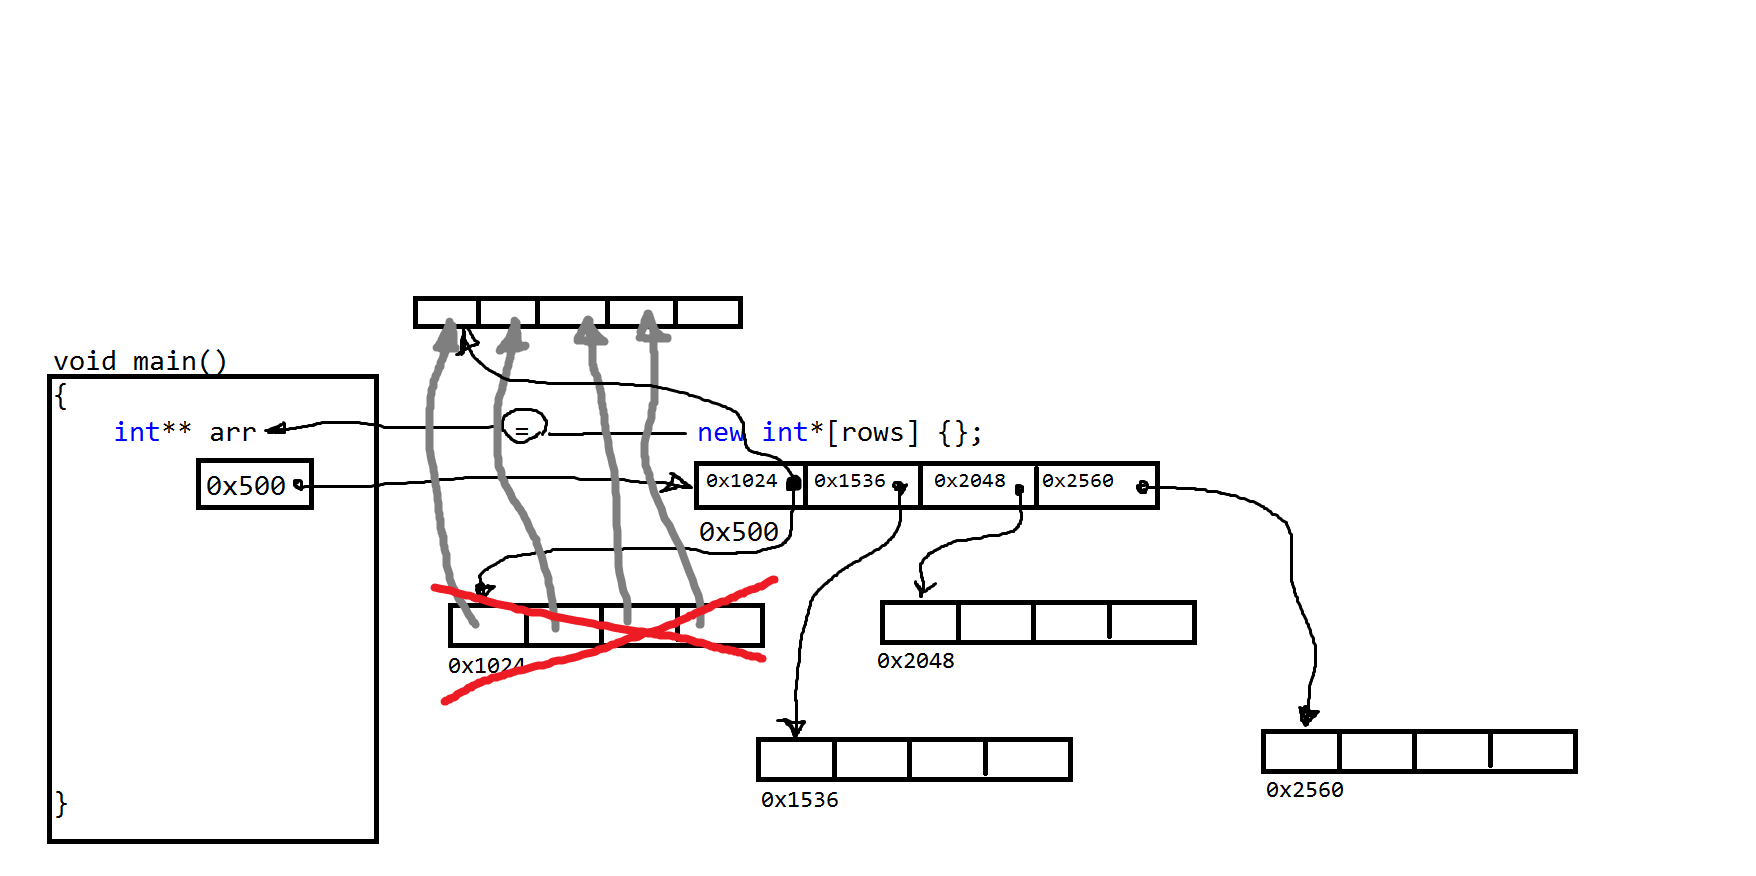 void main()
{
int** arr = new int*[rows] {};
0x500 0x1024 0x1536 0x2048 0x2560
0x500
0x1024 0x2048
0x1536 0x2560
}